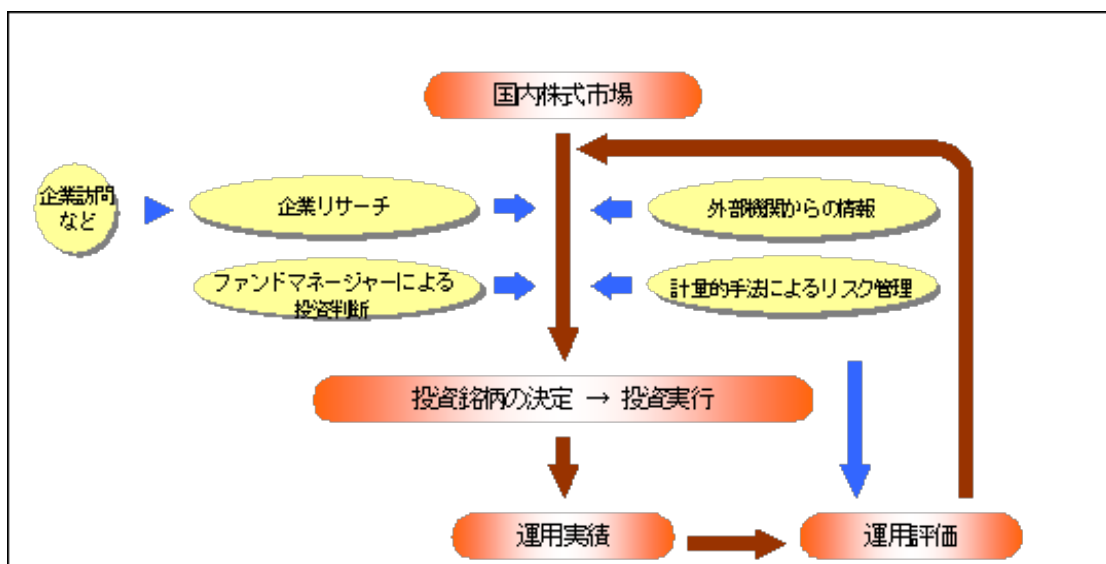 国内株式市場
企業訪問
など
企業リサーチ
外部機関からの情報
ファンドマネージャーによる
投資判断
計量的手法によるリスク管理
投資銘柄の決定 → 投資実行
運用実績
運用評価